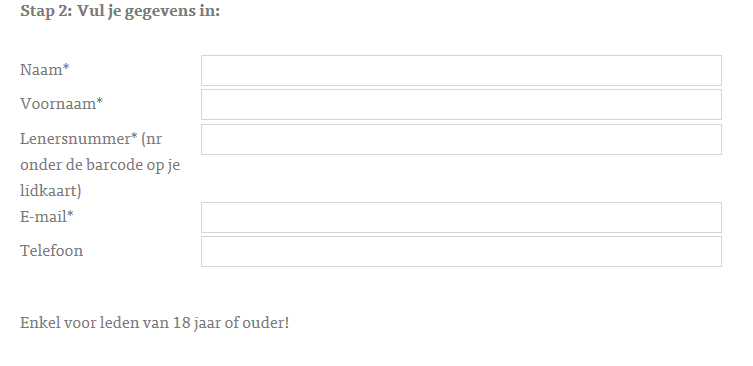 Stap 2: Vul je gegevens in:
Naam*
Voornaam*
Lenersnummer* (nr
onder de barcode op je
lidkaart)
E-mail*
Telefoon
Enkel voor leden van 18 jaar of ouder!